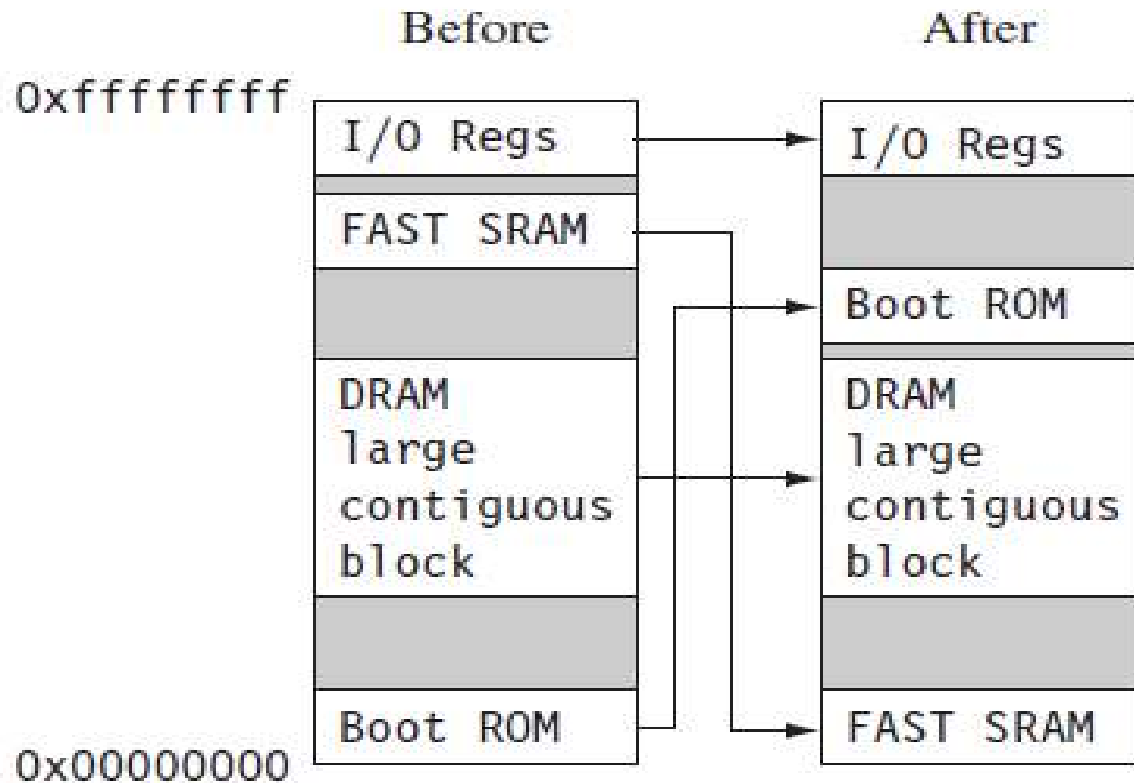 Before
After
0xffffffff
I/O Regs
FAST SRAM
DRAM
large
contiguous
block
Boot ROM
0x00000000
I/O Regs
Boot ROM
DRAM
large
contiguous
block
FAST SRAM